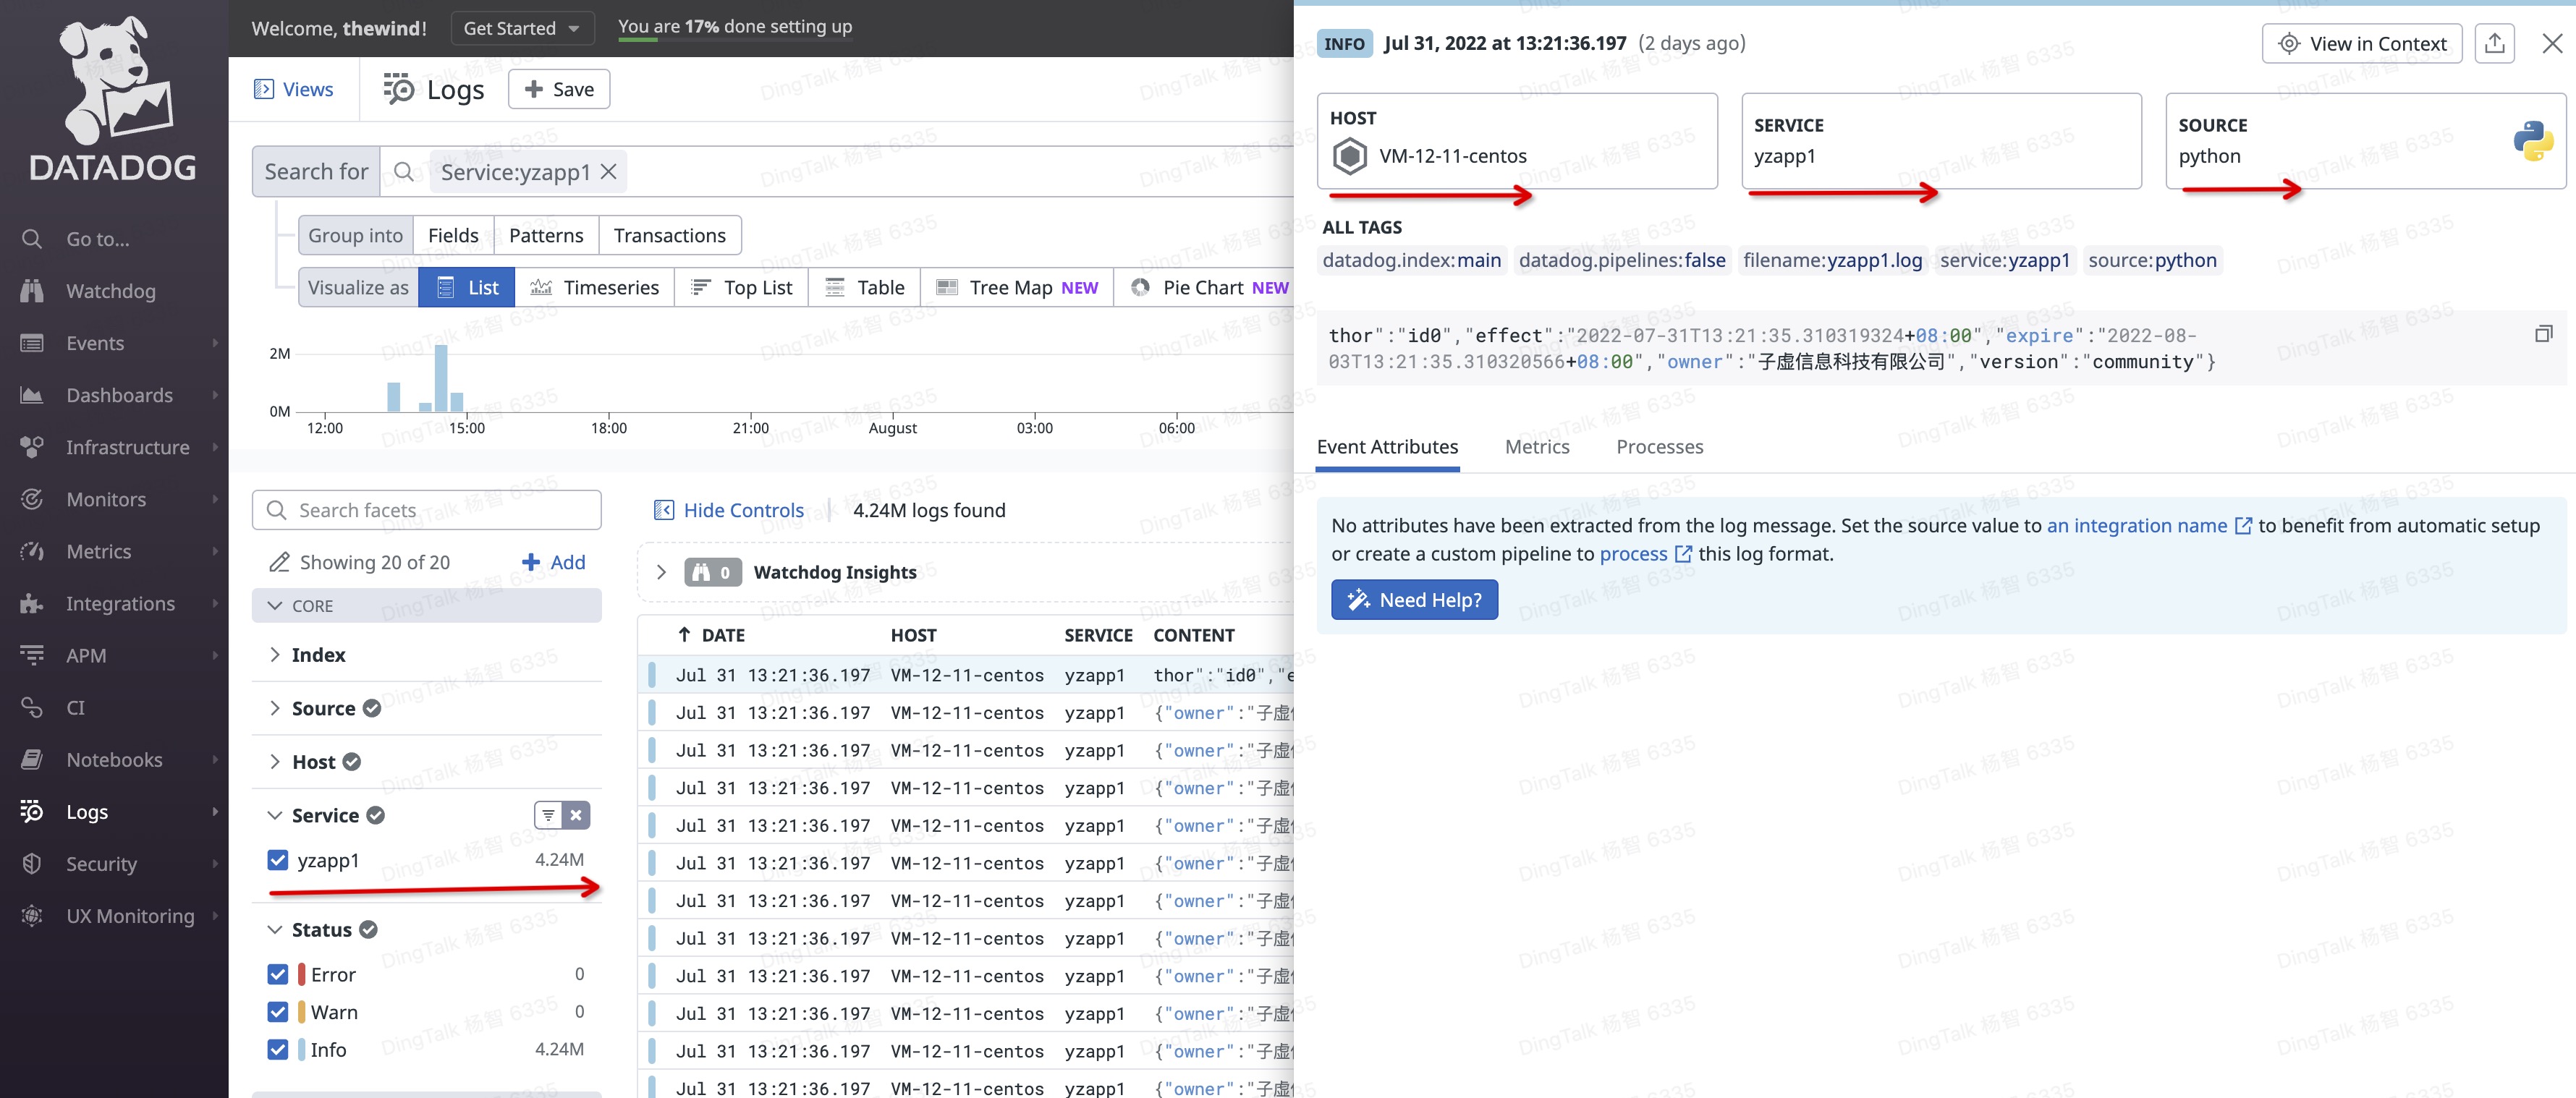 DATADOG
Go to...
Watchdog
Events
Dashboards
Infrastructure
Monitors
Metrics
Integrations
APM
CI
Notebooks
Logs
Security
UX Monitoring
Welcome, thewind!
Get Started
You are 17% done setting up
Views
Logs
Save
Search for
Service:yzapp1
Group into
Fields
Patterns
Transactions
Visualize as
List
Timeseries
Top List
Table
Tree Map NEW
Pie Chart NEW
2M
0M
12:00
15:00
18:00
21:00
August
03:00
06:00
Search facets
Showing 20 of 20
Add
CORE
Index
Source
Host
Service
yzapp1
4.24M
Status
Error
0
Warn
0
Info
4.24M
Hide Controls
4.24M logs found
0
Watchdog Insights
DATE HOST SERVICE CONTENT
Jul 31 13:21:36.197 VM-12-11-centos yzapp1 thor":"id0","e
Jul 31 13:21:36.197 VM-12-11-centos yzapp1 {"owner":"子虚
Jul 31 13:21:36.197 VM-12-11-centos yzapp1 {"owner":"子虚
Jul 31 13:21:36.197 VM-12-11-centos yzapp1 {"owner":"子虚
Jul 31 13:21:36.197 VM-12-11-centos yzapp1 {"owner":"子虚
Jul 31 13:21:36.197 VM-12-11-centos yzapp1 {"owner":"子虚
Jul 31 13:21:36.197 VM-12-11-centos yzapp1 {"owner":"子虚
Jul 31 13:21:36.197 VM-12-11-centos yzapp1 {"owner":"子虚
Jul 31 13:21:36.197 VM-12-11-centos yzapp1 {"owner":"子虚
Jul 31 13:21:36.197 VM-12-11-centos yzapp1 {"owner":"子虚
Jul 31 13:21:36.197 VM-12-11-centos yzapp1 {"owner":"子虚
Jul 31 13:21:36.197 VM-12-11-centos yzapp1 {"owner":"子虚
INFO Jul 31, 2022 at 13:21:36.197 (2 days ago)
View in Context
HOST
VM-12-11-centos
SERVICE
yzapp1
SOURCE
python
ALL TAGS
datadog.index:main datadog.pipelines:false filename:yzapp1.log service:yzapp1 source:python
thor":"id0","effect":"2022-07-31T13:21:35.310319324+08:00","expire":"2022-08-
03T13:21:35.310320566+08:00","owner":"子虚信息科技有限公司","version":"community"}
Event Attributes
Metrics
Processes
No attributes have been extracted from the log message. Set the source value to an integration name to benefit from automatic setup
or create a custom pipeline to process this log format.
Need Help?
DingTalk 杨智 6335